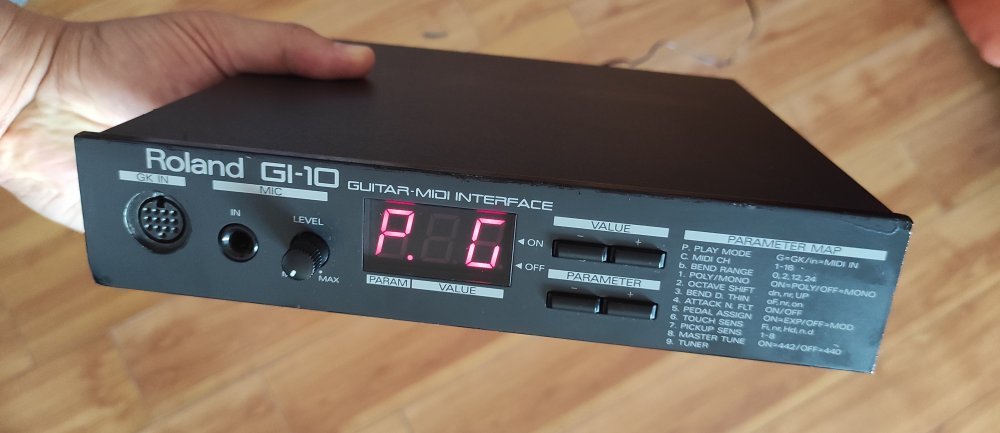 Roland GI-10 GUITAR-MIDI INTERFACE
GK IN
MIC
IN
LEVEL
MAX
P. G
PARAM
VALUE
◄ ON
◄ OFF
VALUE
− +
PARAMETER
− +
PARAMETER MAP
P. PLAY MODE G=GK/in=MIDI IN
C. MIDI CH 1-16
b. BEND RANGE 0, 2, 12, 24
1. POLY/MONO ON=POLY/OFF=MONO
2. OCTAVE SHIFT dn, nr, UP
3. BEND D. THIN oF, nr, on
4. ATTACK N. FLT ON/OFF
5. PEDAL ASSIGN ON=EXP/OFF=MOD
6. TOUCH SENS Fi, nr, Hd, n.d.
7. PICKUP SENS 1-8
8. MASTER TUNE ON=442/OFF=440
9. TUNER